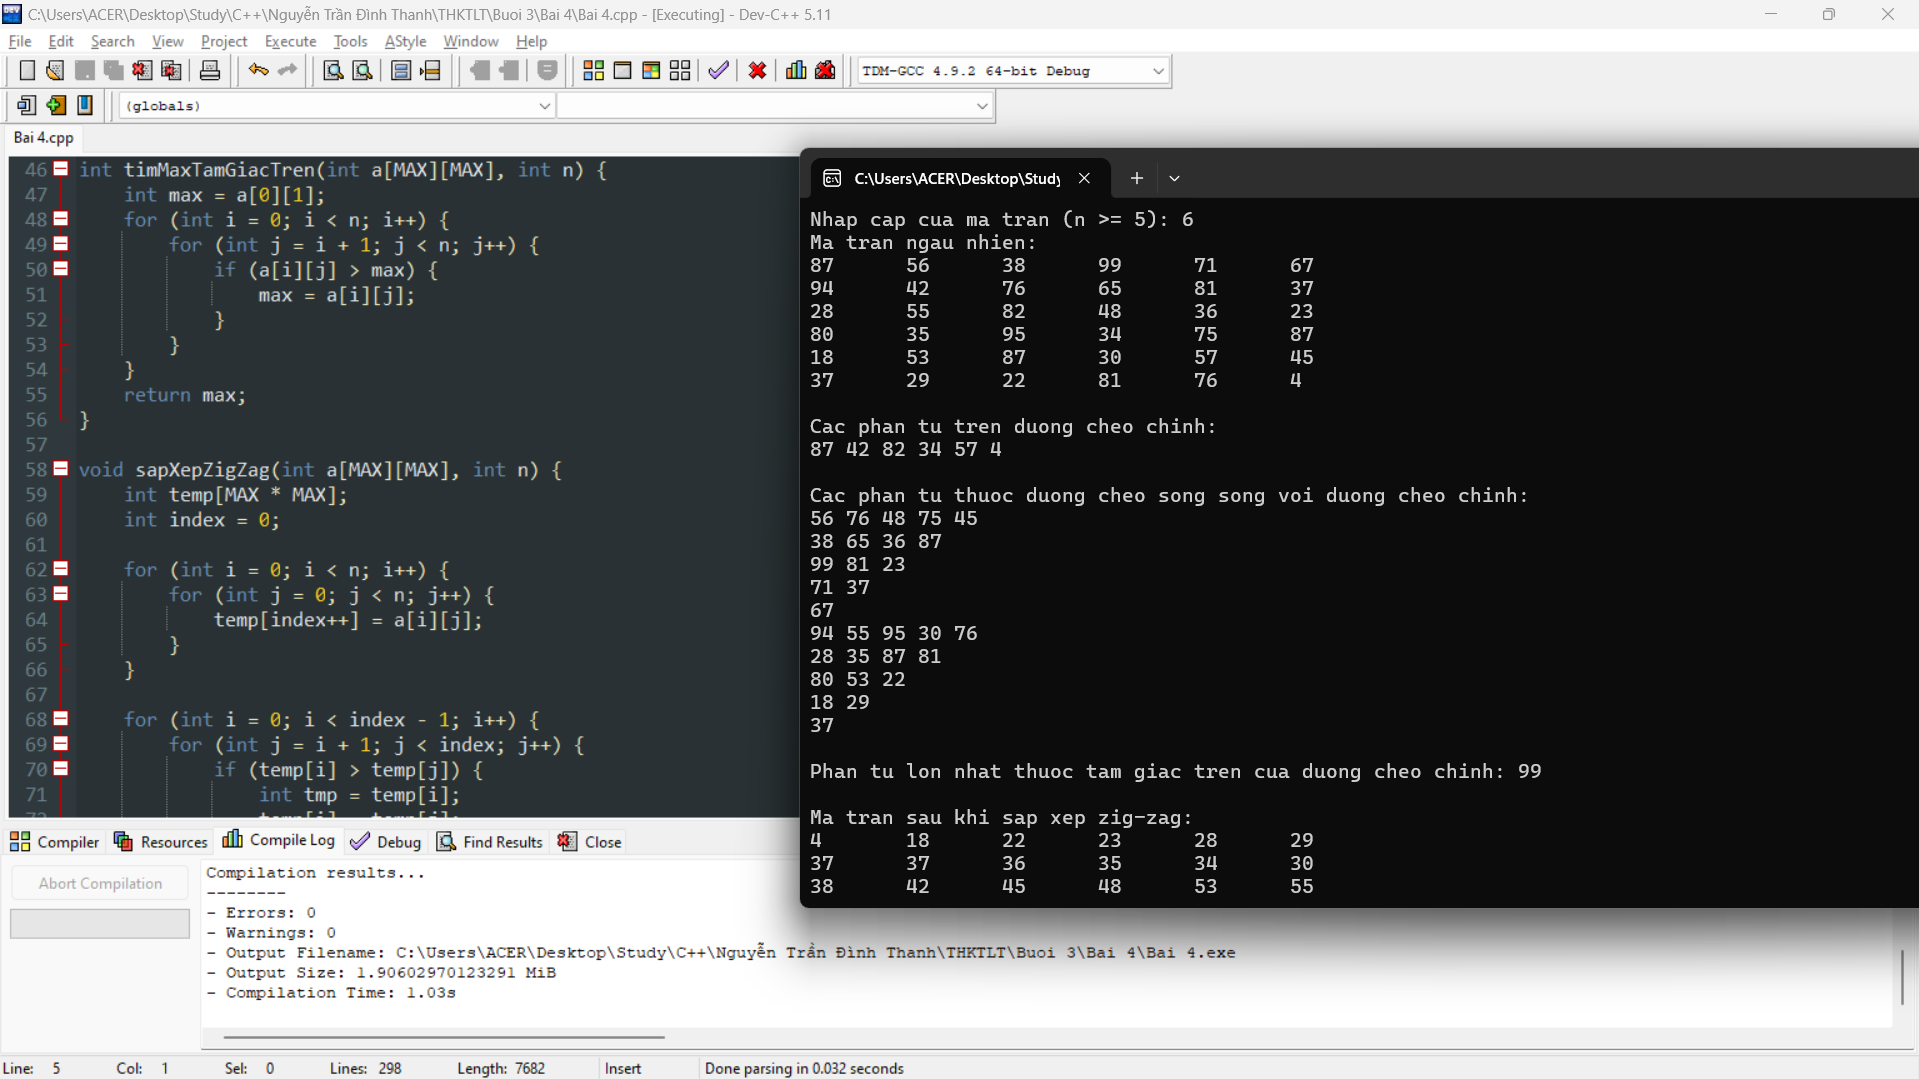 C:\Users\ACER\Desktop\Study\C++\Nguyễn Trần Đình Thanh\THKTLT\Buoi 3\Bai 4\Bai 4.cpp - [Executing] - Dev-C++ 5.11
File Edit Search View Project Execute Tools AStyle Window Help
TDM-GCC 4.9.2 64-bit Debug
(globals)
Bai 4.cpp
46 int timMaxTamGiacTren(int a[MAX][MAX], int n) {
47 int max = a[0][1];
48 for (int i = 0; i < n; i++) {
49 for (int j = i + 1; j < n; j++) {
50 if (a[i][j] > max) {
51 max = a[i][j];
52 }
53 }
54 }
55 return max;
56 }
57
58 void sapXepZigZag(int a[MAX][MAX], int n) {
59 int temp[MAX * MAX];
60 int index = 0;
61
62 for (int i = 0; i < n; i++) {
63 for (int j = 0; j < n; j++) {
64 temp[index++] = a[i][j];
65 }
66 }
67
68 for (int i = 0; i < index - 1; i++) {
69 for (int j = i + 1; j < index; j++) {
70 if (temp[i] > temp[j]) {
71 int tmp = temp[i];
C:\Users\ACER\Desktop\Study
Nhap cap cua ma tran (n >= 5): 6
Ma tran ngau nhien:
87 56 38 99 71 67
94 42 76 65 81 37
28 55 82 48 36 23
80 35 95 34 75 87
18 53 87 30 57 45
37 29 22 81 76 4
Cac phan tu tren duong cheo chinh:
87 42 82 34 57 4
Cac phan tu thuoc duong cheo song song voi duong cheo chinh:
56 76 48 75 45
38 65 36 87
99 81 23
71 37
67
94 55 95 30 76
28 35 87 81
80 53 22
18 29
37
Phan tu lon nhat thuoc tam giac tren cua duong cheo chinh: 99
Ma tran sau khi sap xep zig-zag:
4 18 22 23 28 29
37 37 36 35 34 30
38 42 45 48 53 55
Compiler Resources Compile Log Debug Find Results Close
Abort Compilation
Compilation results...
--------
- Errors: 0
- Warnings: 0
- Output Filename: C:\Users\ACER\Desktop\Study\C++\Nguyễn Trần Đình Thanh\THKTLT\Buoi 3\Bai 4\Bai 4.exe
- Output Size: 1.90602970123291 MiB
- Compilation Time: 1.03s
Line: 5 Col: 1 Sel: 0 Lines: 298 Length: 7682 Insert Done parsing in 0.032 seconds